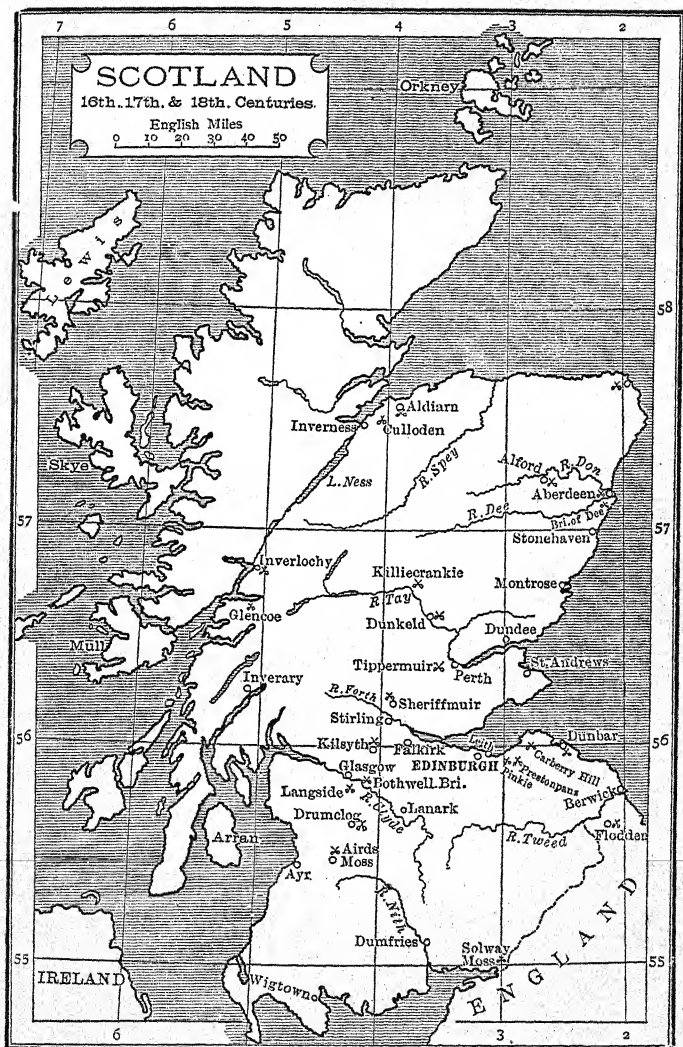 7 6 5 4 3 2
SCOTLAND
16th..17th. & 18th. Centuries.
English Miles
0 10 20 30 40 50
Orkney
Lewis
58
Aldiarn
Inverness
Culloden
Skye
L. Ness
R. Spey
Alford
R. Don
Aberdeen
R. Dee
Bri. of Dee
57
57
Stonehaven
Inverlochy
Killiecrankie
Montrose
Glencoe
R. Tay
Mull
Dunkeld
Dundee
Tippermuir
Perth
St. Andrews
Inverary
R. Forth
Sheriffmuir
Stirling
Leith
Dunbar
56
56
Kilsyth
Falkirk
EDINBURGH
Carberry Hill
Prestonpans
Pinkie
Glasgow
Bothwell. Bri.
Berwick
Langside
R. Clyde
Lanark
Drumclog
Flodden
Arran
R. Tweed
Airds
Moss
Ayr.
R. Nith
ENGLAND
Dumfries
Solway
Moss
55
55
IRELAND
Wigtown
6 5 4 3 2